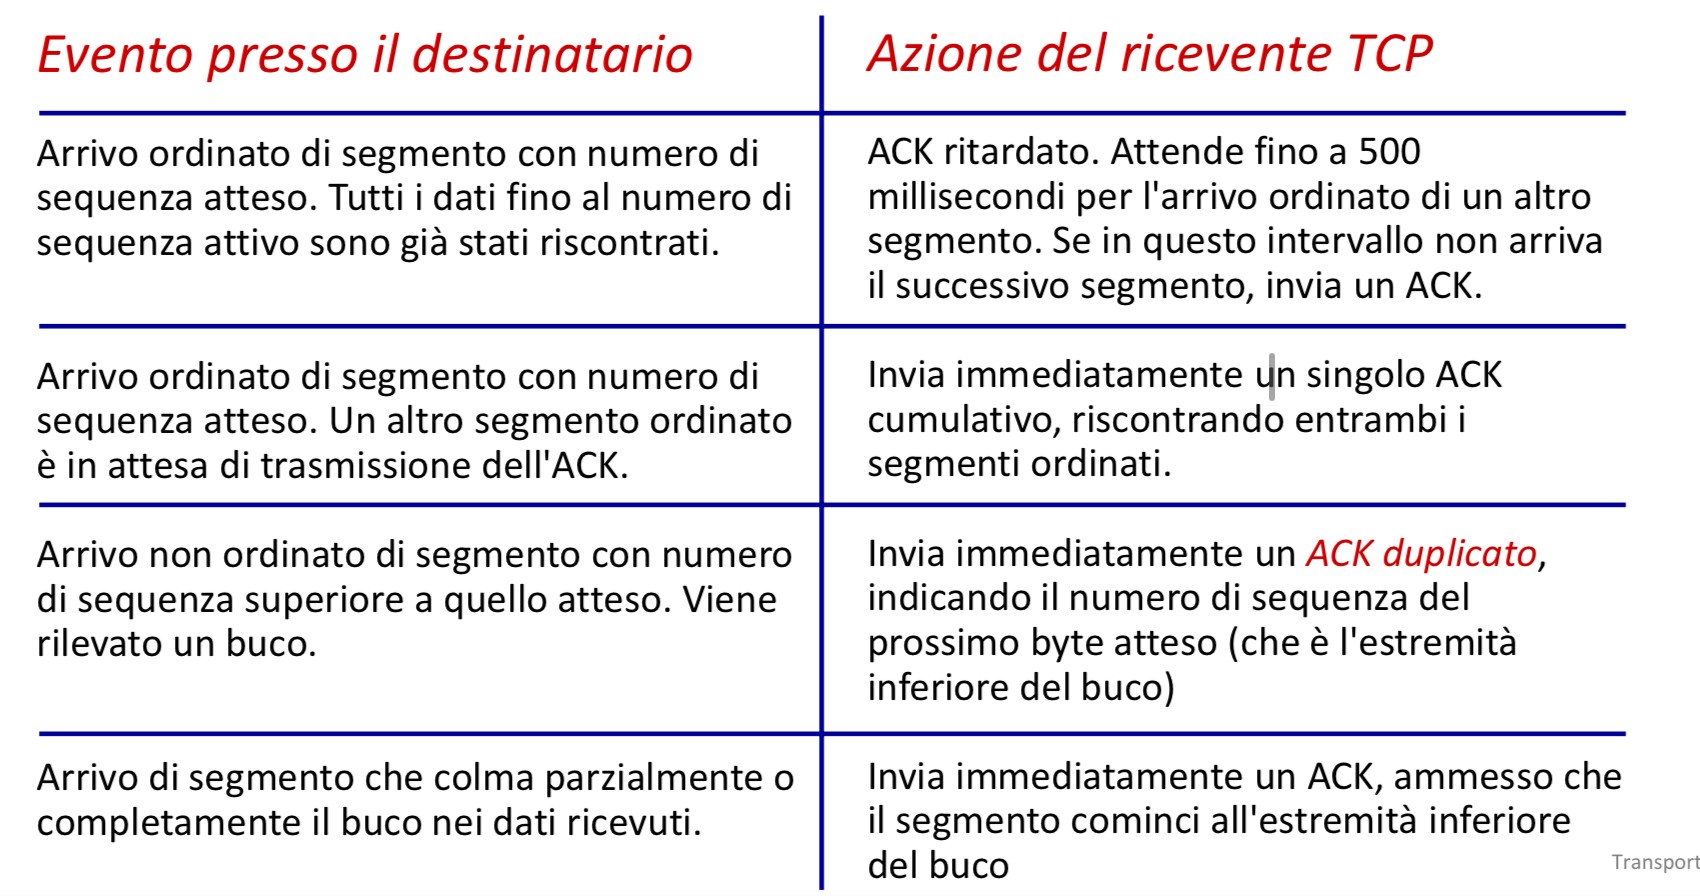 Evento presso il destinatario
Azione del ricevente TCP
Arrivo ordinato di segmento con numero di
sequenza atteso. Tutti i dati fino al numero di
sequenza attivo sono già stati riscontrati.
ACK ritardato. Attende fino a 500
millisecondi per l'arrivo ordinato di un altro
segmento. Se in questo intervallo non arriva
il successivo segmento, invia un ACK.
Arrivo ordinato di segmento con numero di
sequenza atteso. Un altro segmento ordinato
è in attesa di trasmissione dell'ACK.
Invia immediatamente un singolo ACK
cumulativo, riscontrando entrambi i
segmenti ordinati.
Arrivo non ordinato di segmento con numero
di sequenza superiore a quello atteso. Viene
rilevato un buco.
Invia immediatamente un ACK duplicato,
indicando il numero di sequenza del
prossimo byte atteso (che è l'estremità
inferiore del buco)
Arrivo di segmento che colma parzialmente o
completamente il buco nei dati ricevuti.
Invia immediatamente un ACK, ammesso che
il segmento cominci all'estremità inferiore
del buco
Transport